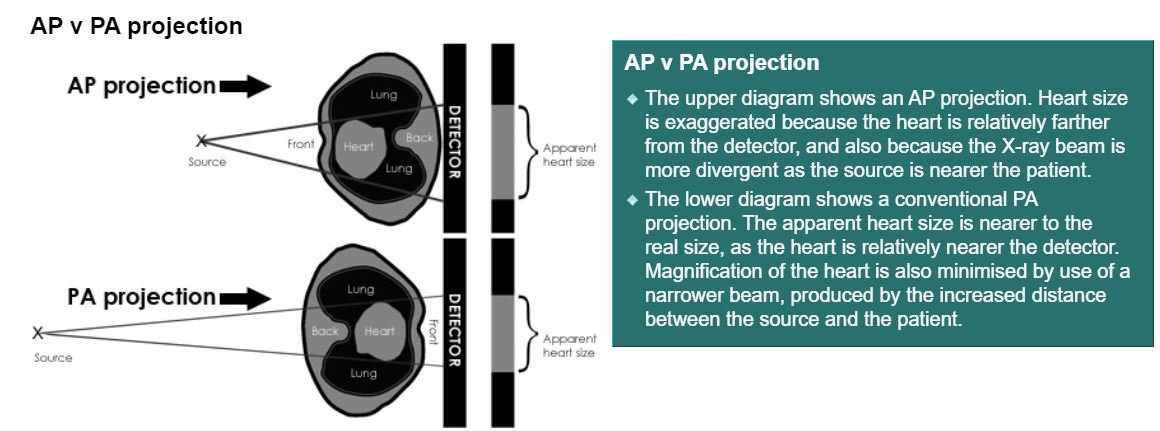 AP v PA projection
AP projection
Lung
Source
Front
Heart
Back
Lung
DETECTOR
Apparent
heart size
PA projection
Lung
Source
Back
Heart
Front
Lung
DETECTOR
Apparent
heart size
AP v PA projection
The upper diagram shows an AP projection. Heart size
is exaggerated because the heart is relatively farther
from the detector, and also because the X-ray beam is
more divergent as the source is nearer the patient.
The lower diagram shows a conventional PA
projection. The apparent heart size is nearer to the
real size, as the heart is relatively nearer the detector.
Magnification of the heart is also minimised by use of a
narrower beam, produced by the increased distance
between the source and the patient.